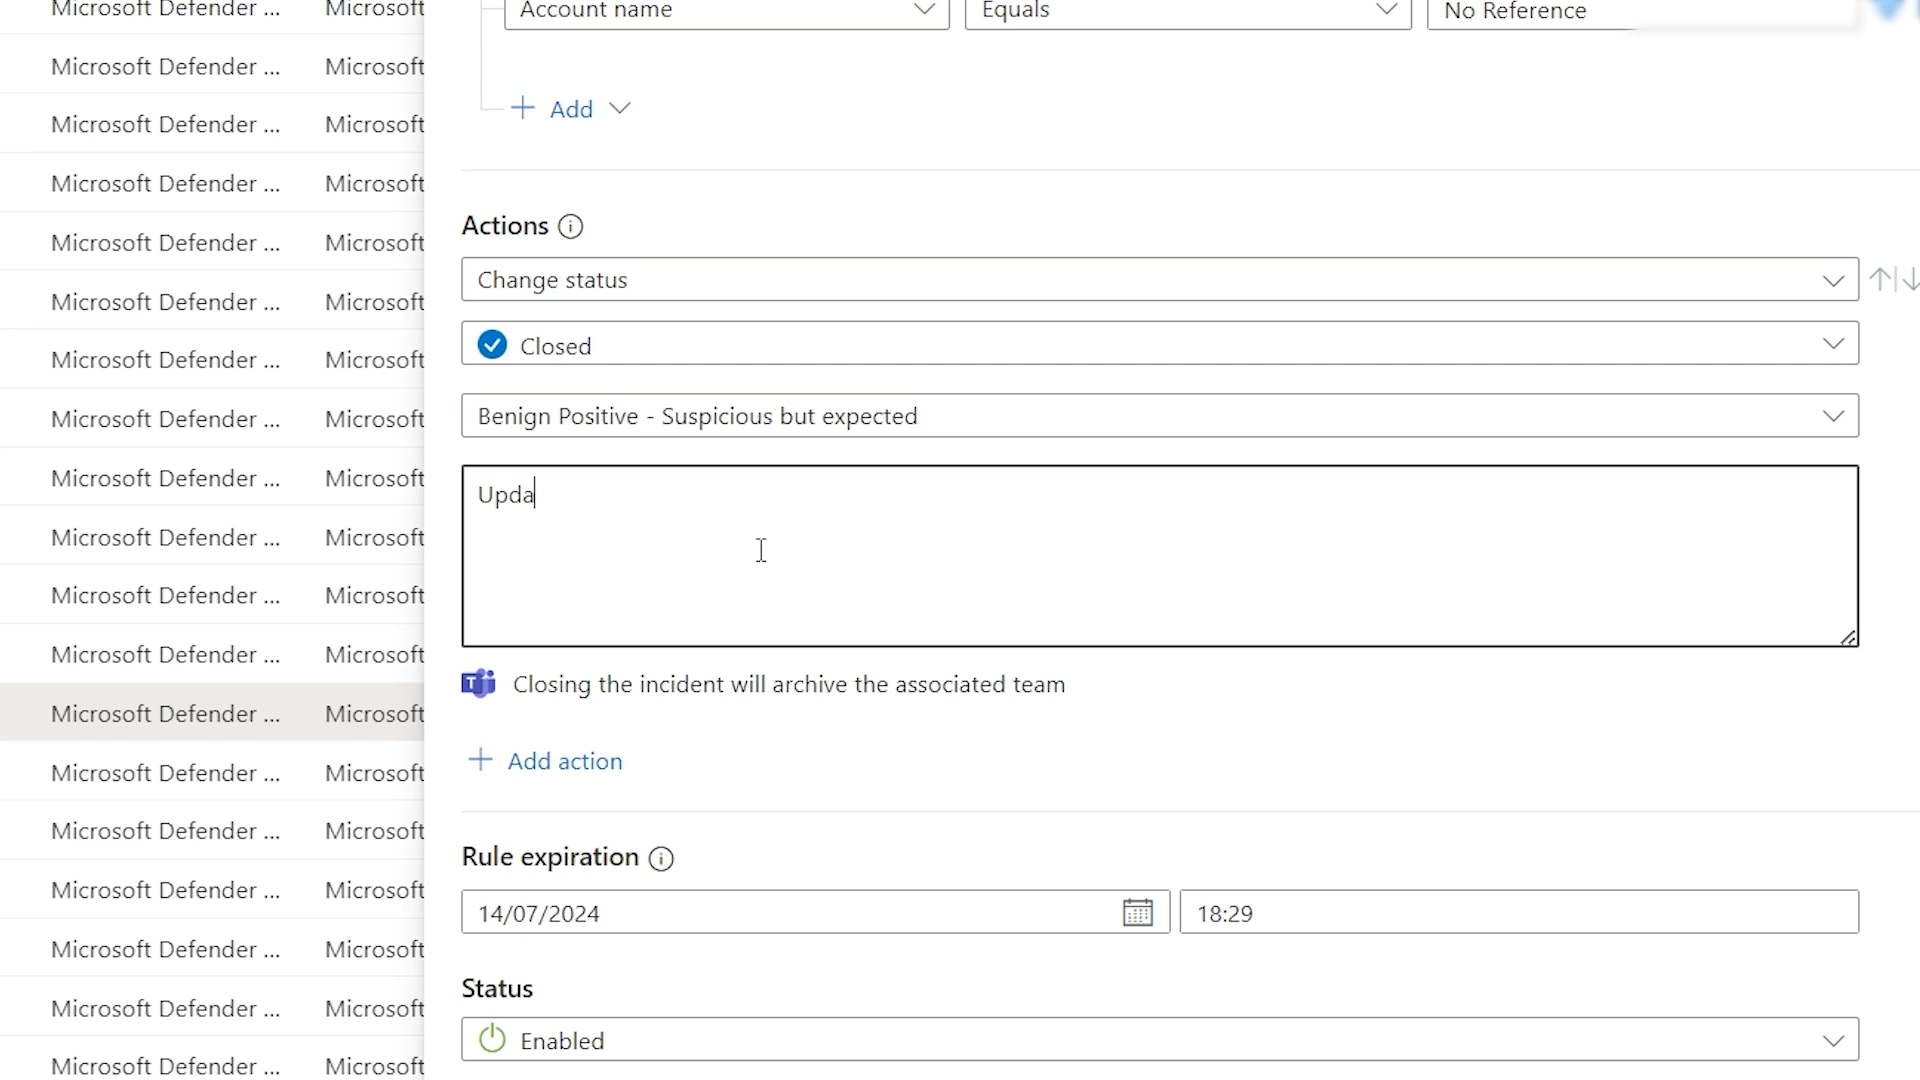 Microsoft Defender ... Microsoft
Account name Equals No Reference
Microsoft Defender ... Microsoft
Add
Microsoft Defender ... Microsoft
Microsoft Defender ... Microsoft
Actions
Microsoft Defender ... Microsoft
Change status
Microsoft Defender ... Microsoft
Closed
Microsoft Defender ... Microsoft
Benign Positive - Suspicious but expected
Microsoft Defender ... Microsoft
Upda
Microsoft Defender ... Microsoft
Microsoft Defender ... Microsoft
Microsoft Defender ... Microsoft
Microsoft Defender ... Microsoft
Closing the incident will archive the associated team
Microsoft Defender ... Microsoft
Add action
Microsoft Defender ... Microsoft
Microsoft Defender ... Microsoft
Rule expiration
Microsoft Defender ... Microsoft
14/07/2024 18:29
Microsoft Defender ... Microsoft
Status
Microsoft Defender ... Microsoft
Enabled
Microsoft Defender ... Microsoft